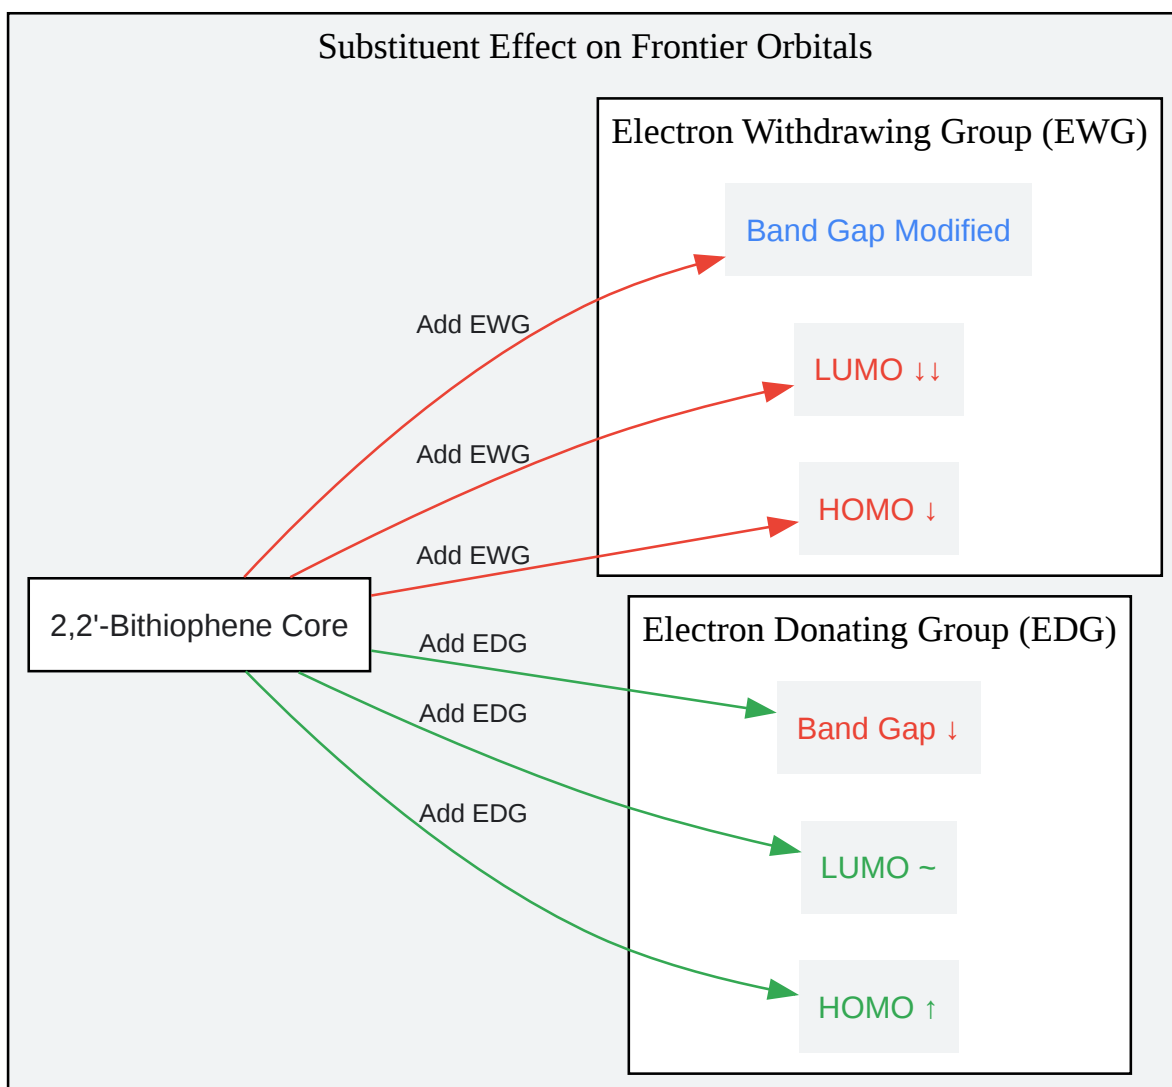 Substituent Effect on Frontier Orbitals
Electron Withdrawing Group (EWG)
Band Gap Modified
Add EWG
LUMO ↓↓
Add EWG
HOMO ↓
Add EWG
2,2'-Bithiophene Core
Electron Donating Group (EDG)
Add EDG
Band Gap ↓
Add EDG
LUMO ~
Add EDG
HOMO ↑